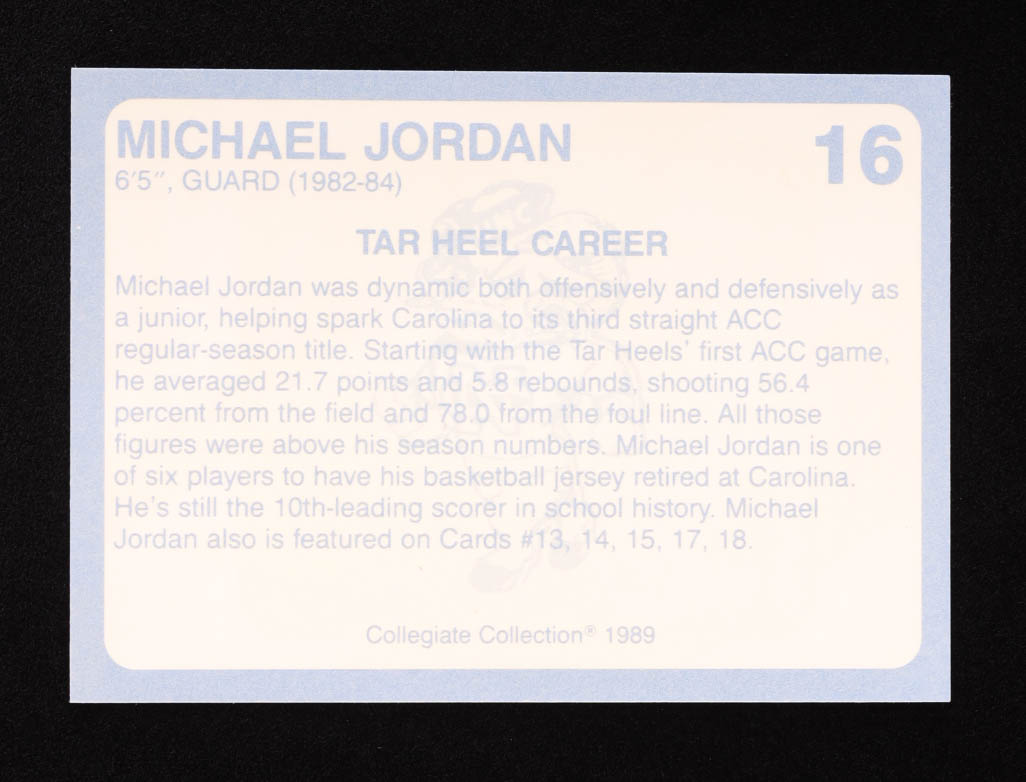 MICHAEL JORDAN
16
6'5", GUARD (1982-84)
TAR HEEL CAREER
Michael Jordan was dynamic both offensively and defensively as
a junior, helping spark Carolina to its third straight ACC
regular-season title. Starting with the Tar Heels' first ACC game,
he averaged 21.7 points and 5.8 rebounds, shooting 56.4
percent from the field and 78.0 from the foul line. All those
figures were above his season numbers. Michael Jordan is one
of six players to have his basketball jersey retired at Carolina.
He's still the 10th-leading scorer in school history. Michael
Jordan also is featured on Cards #13, 14, 15, 17, 18.
Collegiate Collection® 1989